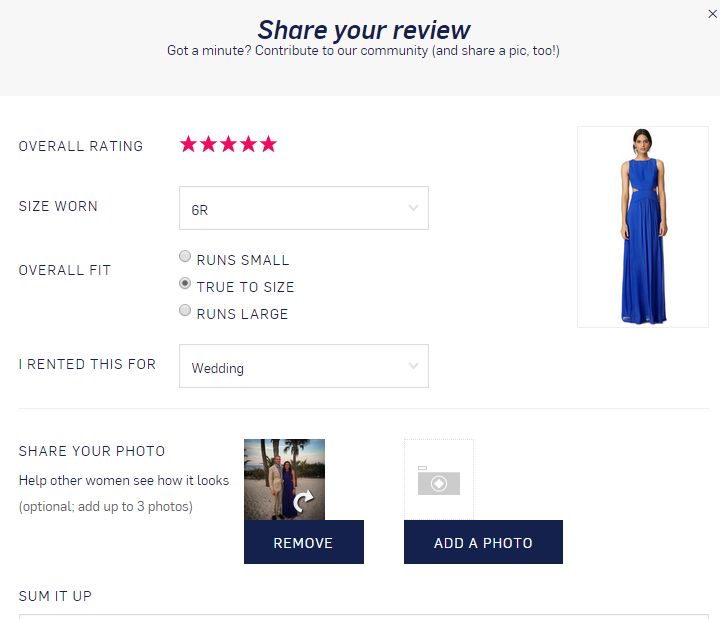 Share your review
Got a minute? Contribute to our community (and share a pic, too!)
OVERALL RATING
SIZE WORN
6R
OVERALL FIT
RUNS SMALL
TRUE TO SIZE
RUNS LARGE
I RENTED THIS FOR
Wedding
SHARE YOUR PHOTO
Help other women see how it looks
(optional; add up to 3 photos)
REMOVE
ADD A PHOTO
SUM IT UP